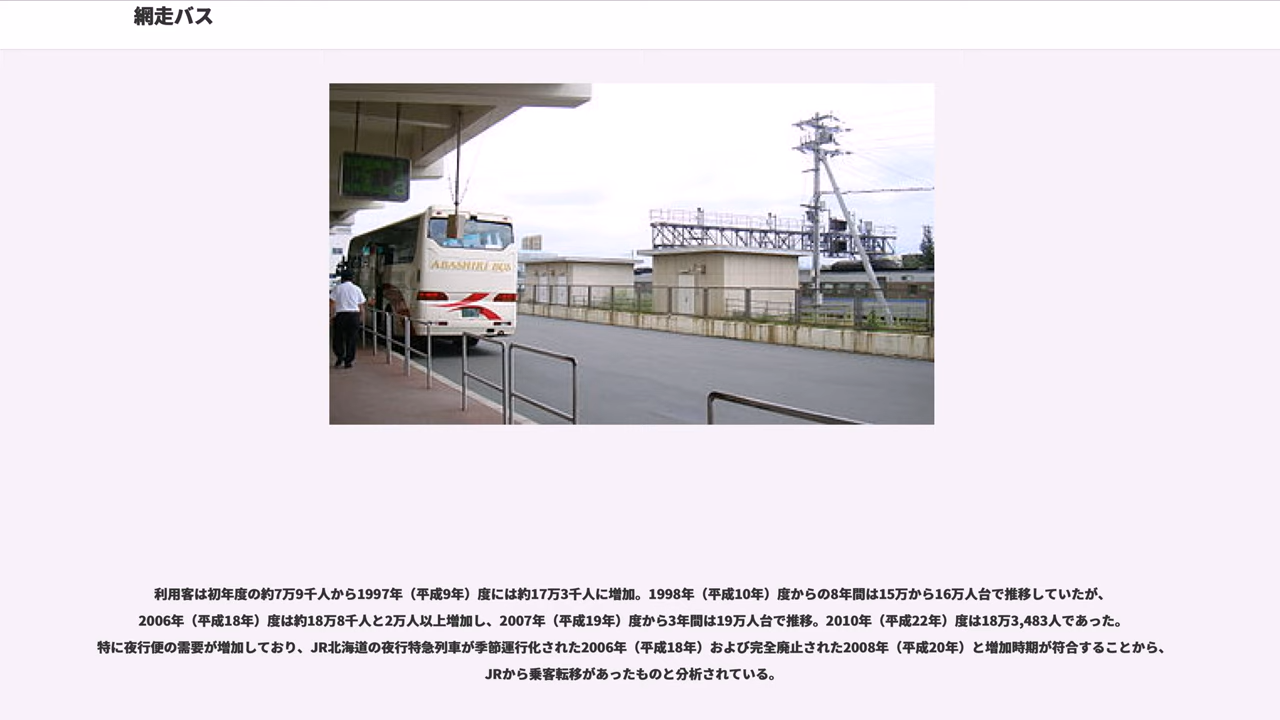 網走バス
ABASHIRI BUS
利用客は初年度の約7万9千人から1997年（平成9年）度には約17万3千人に増加。1998年（平成10年）度からの8年間は15万から16万人台で推移していたが、
2006年（平成18年）度は約18万8千人と2万人以上増加し、2007年（平成19年）度から3年間は19万人台で推移。2010年（平成22年）度は18万3,483人であった。
特に夜行便の需要が増加しており、JR北海道の夜行特急列車が季節運行化された2006年（平成18年）および完全廃止された2008年（平成20年）と増加時期が符合することから、
JRから乗客転移があったものと分析されている。